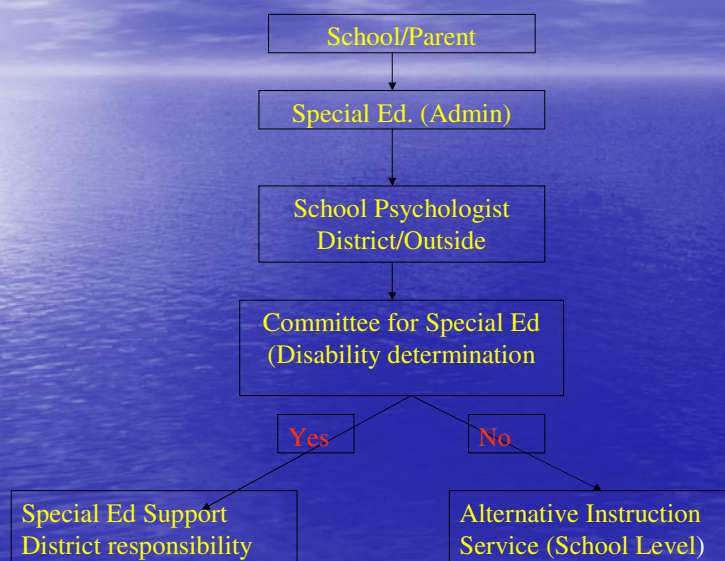 School/Parent
Special Ed. (Admin)
School Psychologist
District/Outside
Committee for Special Ed
(Disability determination
Yes
No
Special Ed Support
District responsibility
Alternative Instruction
Service (School Level)